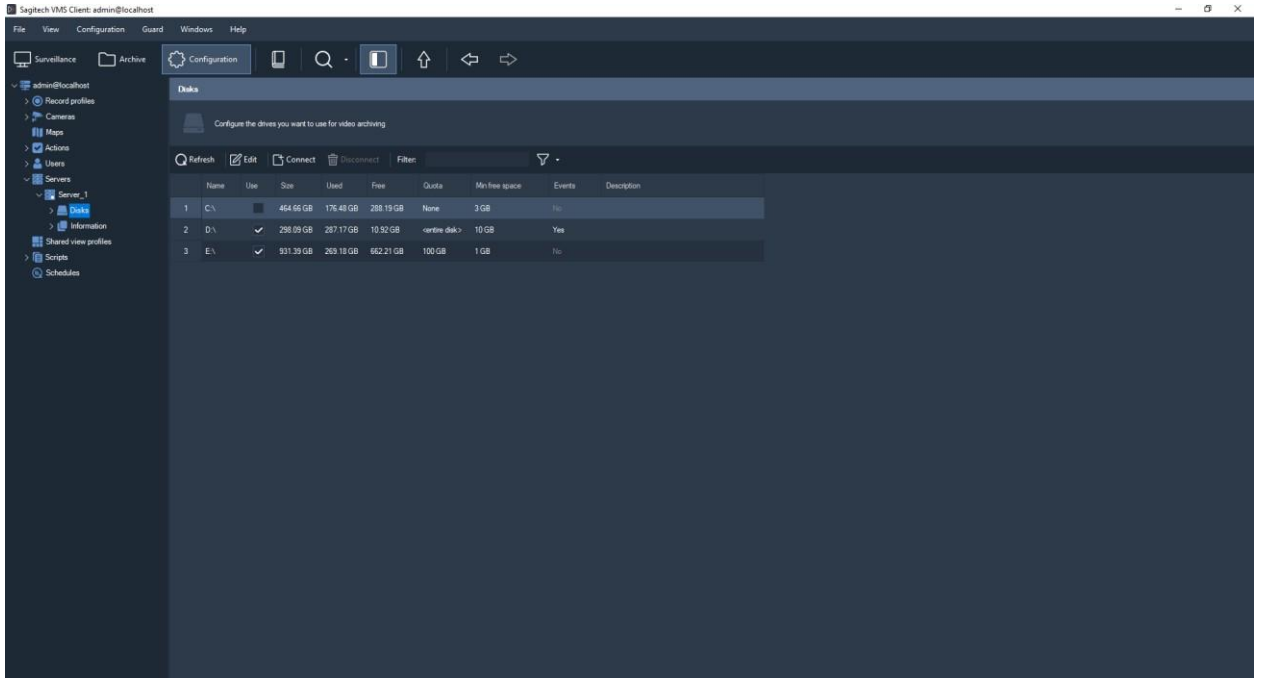 Sagitech VMS Client: admin@localhost
File View Configuration Guard Windows Help
Surveillance Archive Configuration
admin@localhost
Record profiles
Cameras
Maps
Actions
Users
Servers
Server_1
Disks
Information
Shared view profiles
Scripts
Schedules
Disks
Configure the drives you want to use for video archiving
Refresh Edit Connect Disconnect Filter:
Name Use Size Used Free Quota Min free space Events Description
1 C:\ 464.66 GB 176.48 GB 288.19 GB None 3 GB No
2 D:\ 298.09 GB 287.17 GB 10.92 GB <entire disk> 10 GB Yes
3 E:\ 931.39 GB 269.18 GB 662.21 GB 100 GB 1 GB No